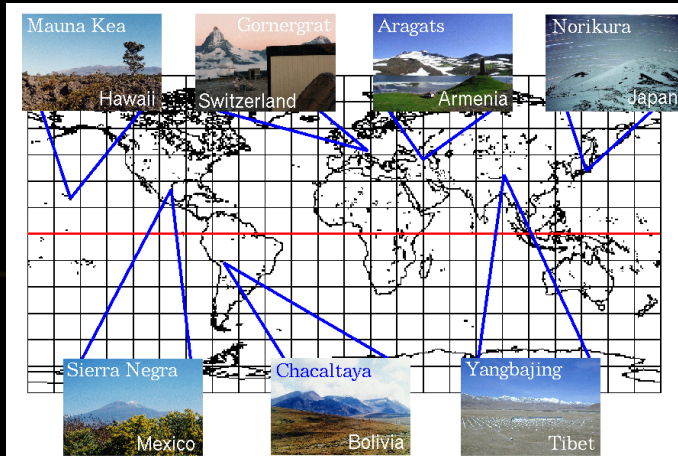 Mauna Kea
Hawaii
Gornergrat
Switzerland
Aragats
Armenia
Norikura
Japan
Sierra Negra
Mexico
Chacaltaya
Bolivia
Yangbajing
Tibet